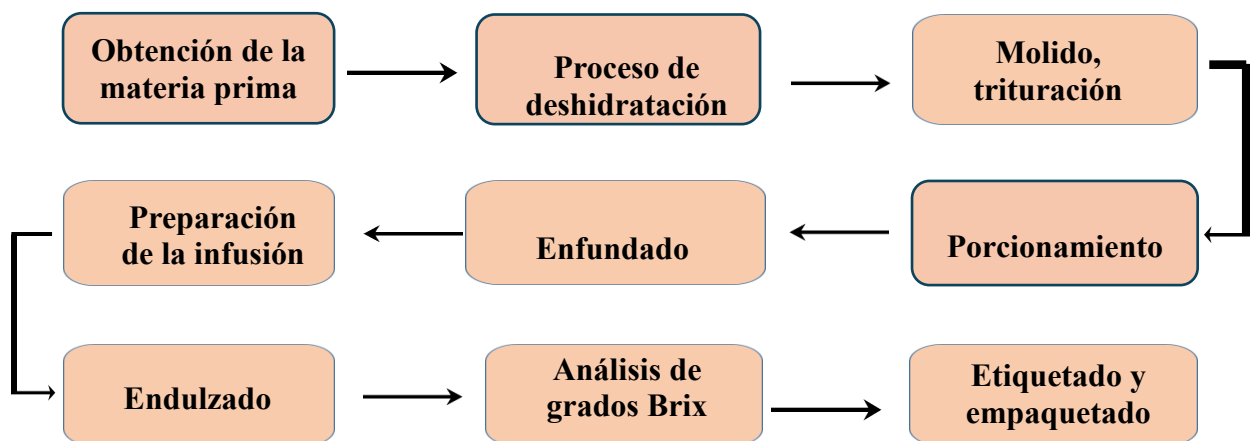 Obtención de la
materia prima
Proceso de
deshidratación
Molido,
trituración
Porcionamiento
Enfundado
Preparación
de la infusión
Endulzado
Análisis de
grados Brix
Etiquetado y
empaquetado